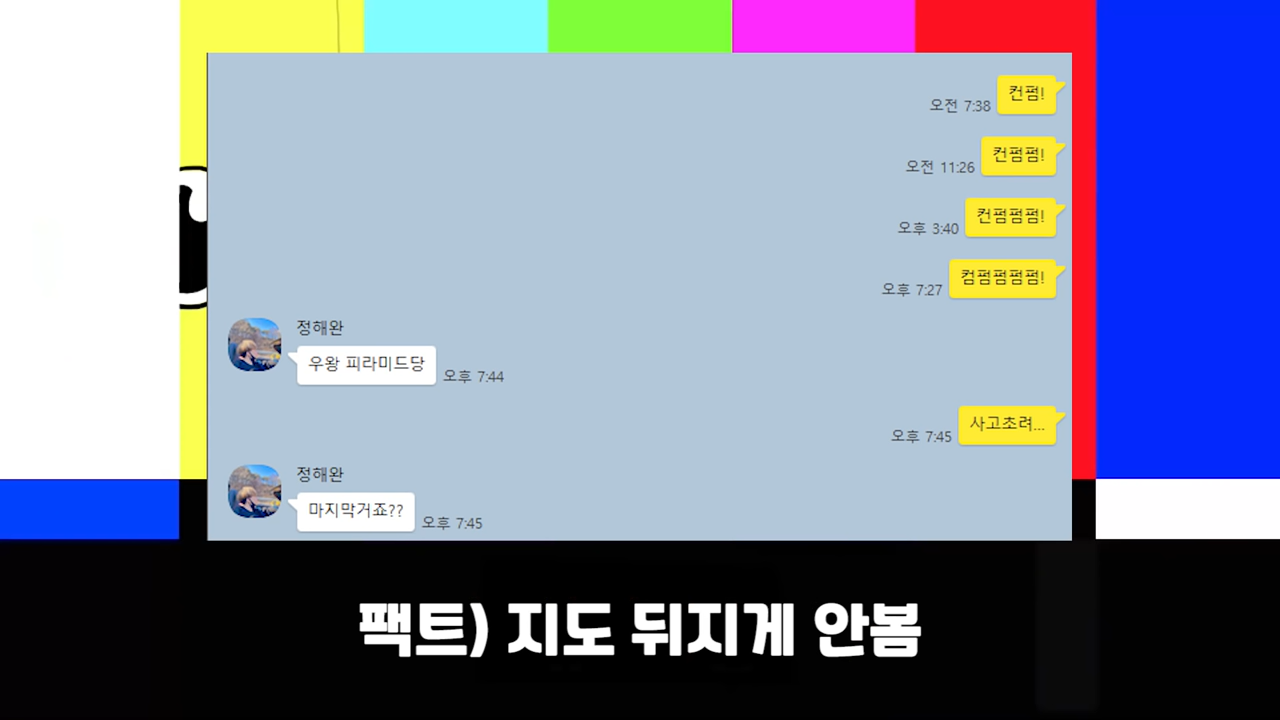 컨펌!
오전 7:38
컨펌펌!
오전 11:26
컨펌펌펌!
오후 3:40
컴펌펌펌펌!
오후 7:27
정해완
우왕 피라미드당
오후 7:44
사고초려...
오후 7:45
정해완
마지막거죠??
오후 7:45
팩트) 지도 뒤지게 안봄